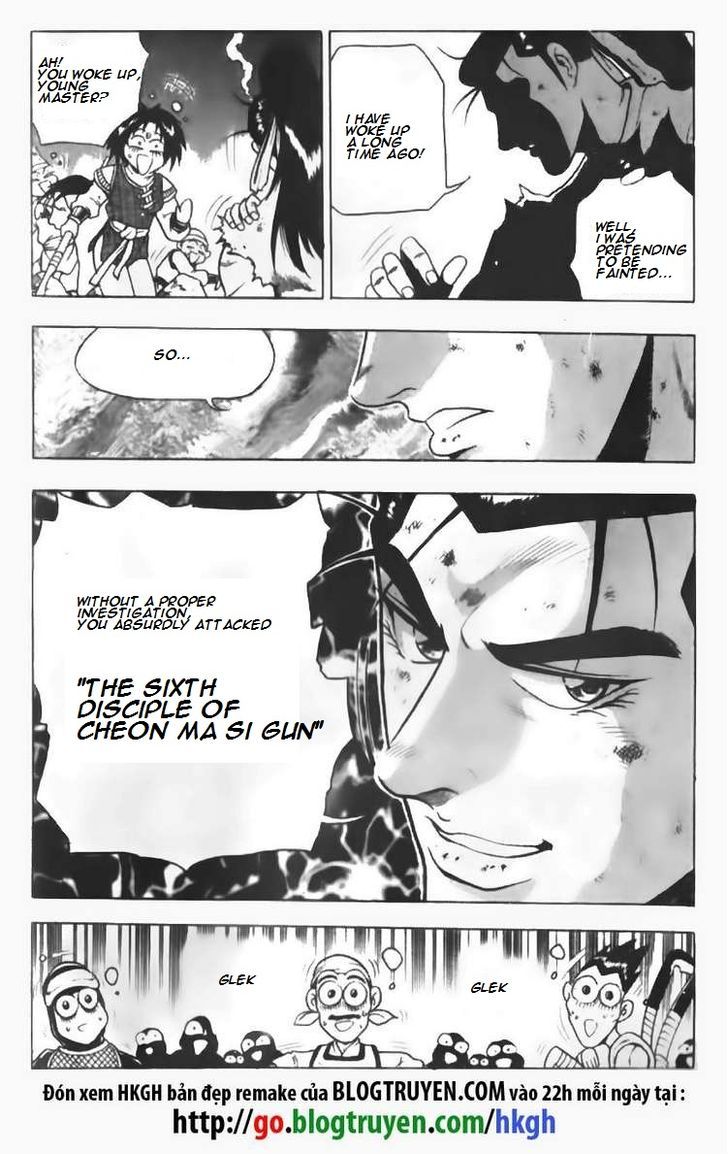 AH!
YOU WOKE UP,
YOUNG
MASTER?
I HAVE
WOKE UP
A LONG
TIME AGO!
WELL,
I WAS
PRETENDING
TO BE
FAINTED...
SO...
WITHOUT A PROPER
INVESTIGATION,
YOU ABSURDLY ATTACKED
"THE SIXTH
DISCIPLE OF
CHEON MA SI GUN"
GLEK
GLEK
Đón xem HKGH bản đẹp remake của BLOGTRUYEN.COM vào 22h mỗi ngày tại :
http://go.blogtruyen.com/hkgh